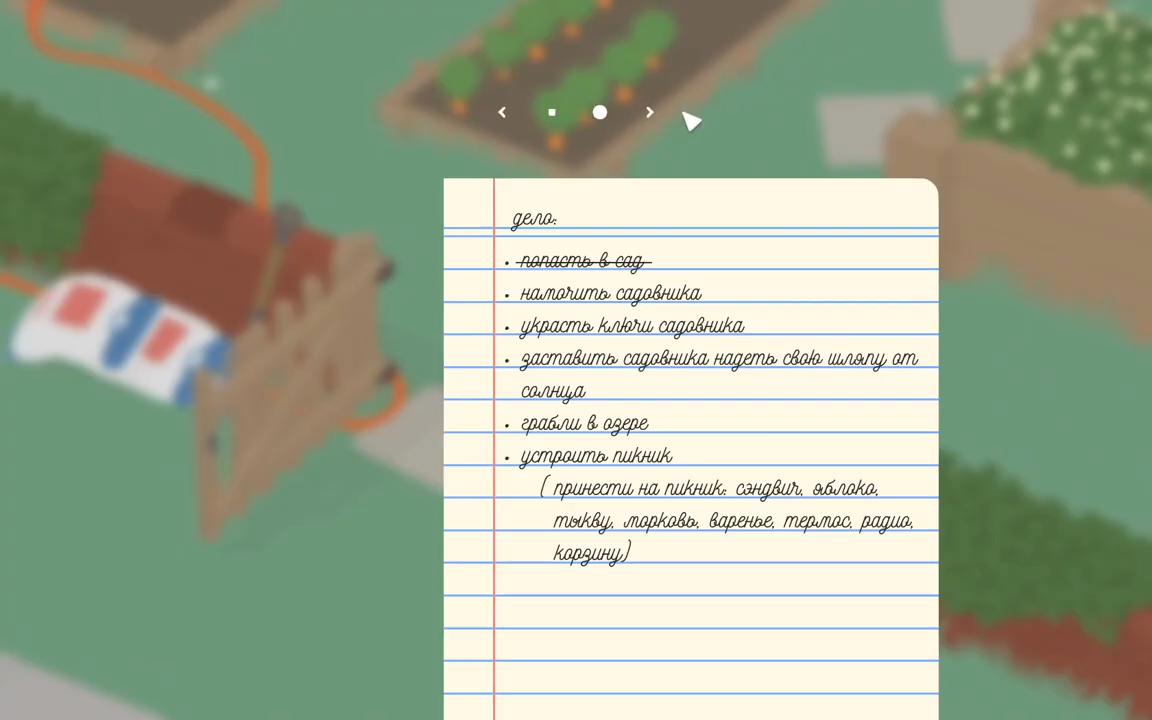 дело:
• попасть в сад
• намочить садовника
• украсть ключи садовника
• заставить садовника надеть свою шляпу от
солнца
• грабли в озере
• устроить пикник
( принести на пикник: сэндвич, яблоко,
тыкву, морковь, варенье, термос, радио,
корзину)